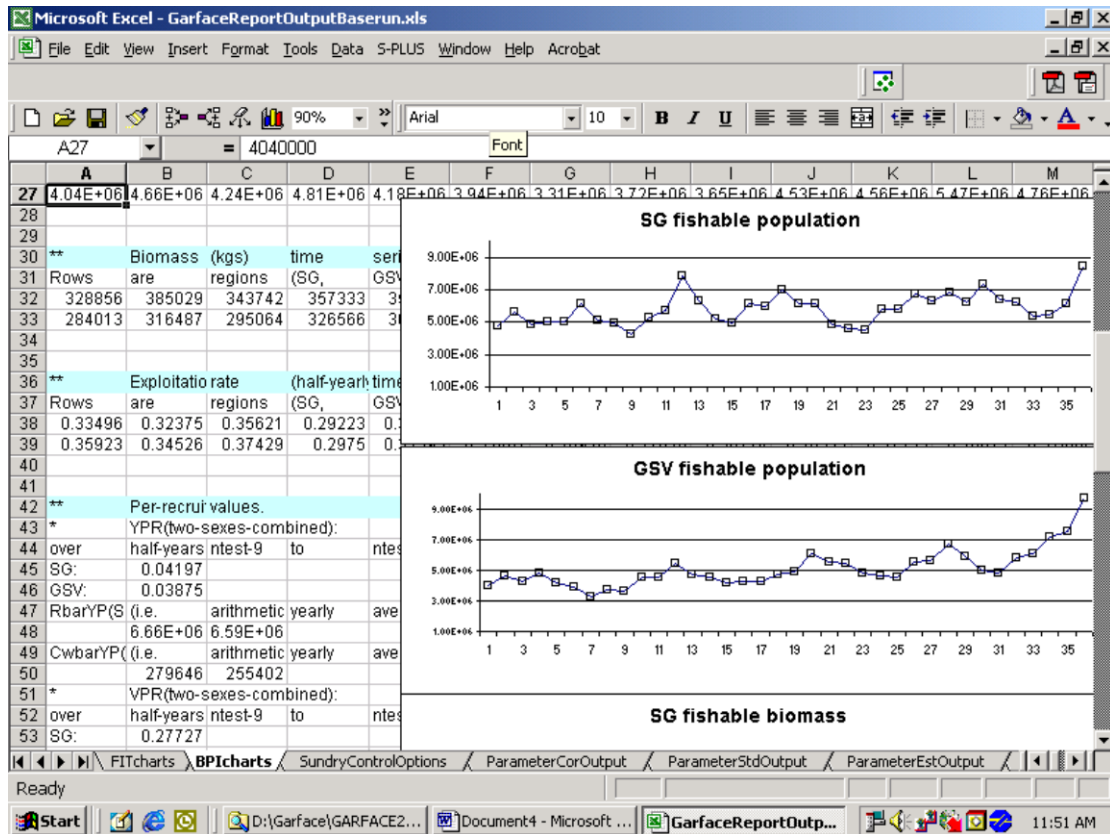 Microsoft Excel - GarfaceReportOutputBaserun.xls
File Edit View Insert Format Tools Data S-PLUS Window Help Acrobat
90% Arial 10 B I U A
A27 = 4040000
Font
A B C D E F G H I J K L M
27 4.04E+06 4.66E+06 4.24E+06 4.81E+06 4.18E+06 3.94E+06 3.31E+06 3.72E+06 3.65E+06 4.53E+06 4.56E+06 5.47E+06 4.76E+06
28
29
30 ** Biomass (kgs) time seri
31 Rows are regions (SG, GSV
32 328856 385029 343742 357333
33 284013 316487 295064 326566
34
35
36 ** Exploitatio rate (half-yearly time
37 Rows are regions (SG, GSV
38 0.33496 0.32375 0.35621 0.29223 0.
39 0.35923 0.34526 0.37429 0.2975 0.
40
41
42 ** Per-recrui values.
43 * YPR(two-sexes-combined):
44 over half-years ntest-9 to ntes
45 SG: 0.04197
46 GSV: 0.03875
47 RbarYP(S (i.e. arithmetic yearly ave
48 6.66E+06 6.59E+06
49 CwbarYP( (i.e. arithmetic yearly ave
50 279646 255402
51 * VPR(two-sexes-combined):
52 over half-years ntest-9 to ntes
53 SG: 0.27727
SG fishable population
9.00E+06
7.00E+06
5.00E+06
3.00E+06
1.00E+06
1 3 5 7 9 11 13 15 17 19 21 23 25 27 29 31 33 35
GSV fishable population
9.00E+06
7.00E+06
5.00E+06
3.00E+06
1.00E+06
1 3 5 7 9 11 13 15 17 19 21 23 25 27 29 31 33 35
SG fishable biomass
FITcharts BPIcharts SundryControlOptions ParameterCorOutput ParameterStdOutput ParameterEstOutput
Ready
Start D:\Garface\GARFACE2... Document4 - Microsoft ... GarfaceReportOutp... 11:51 AM